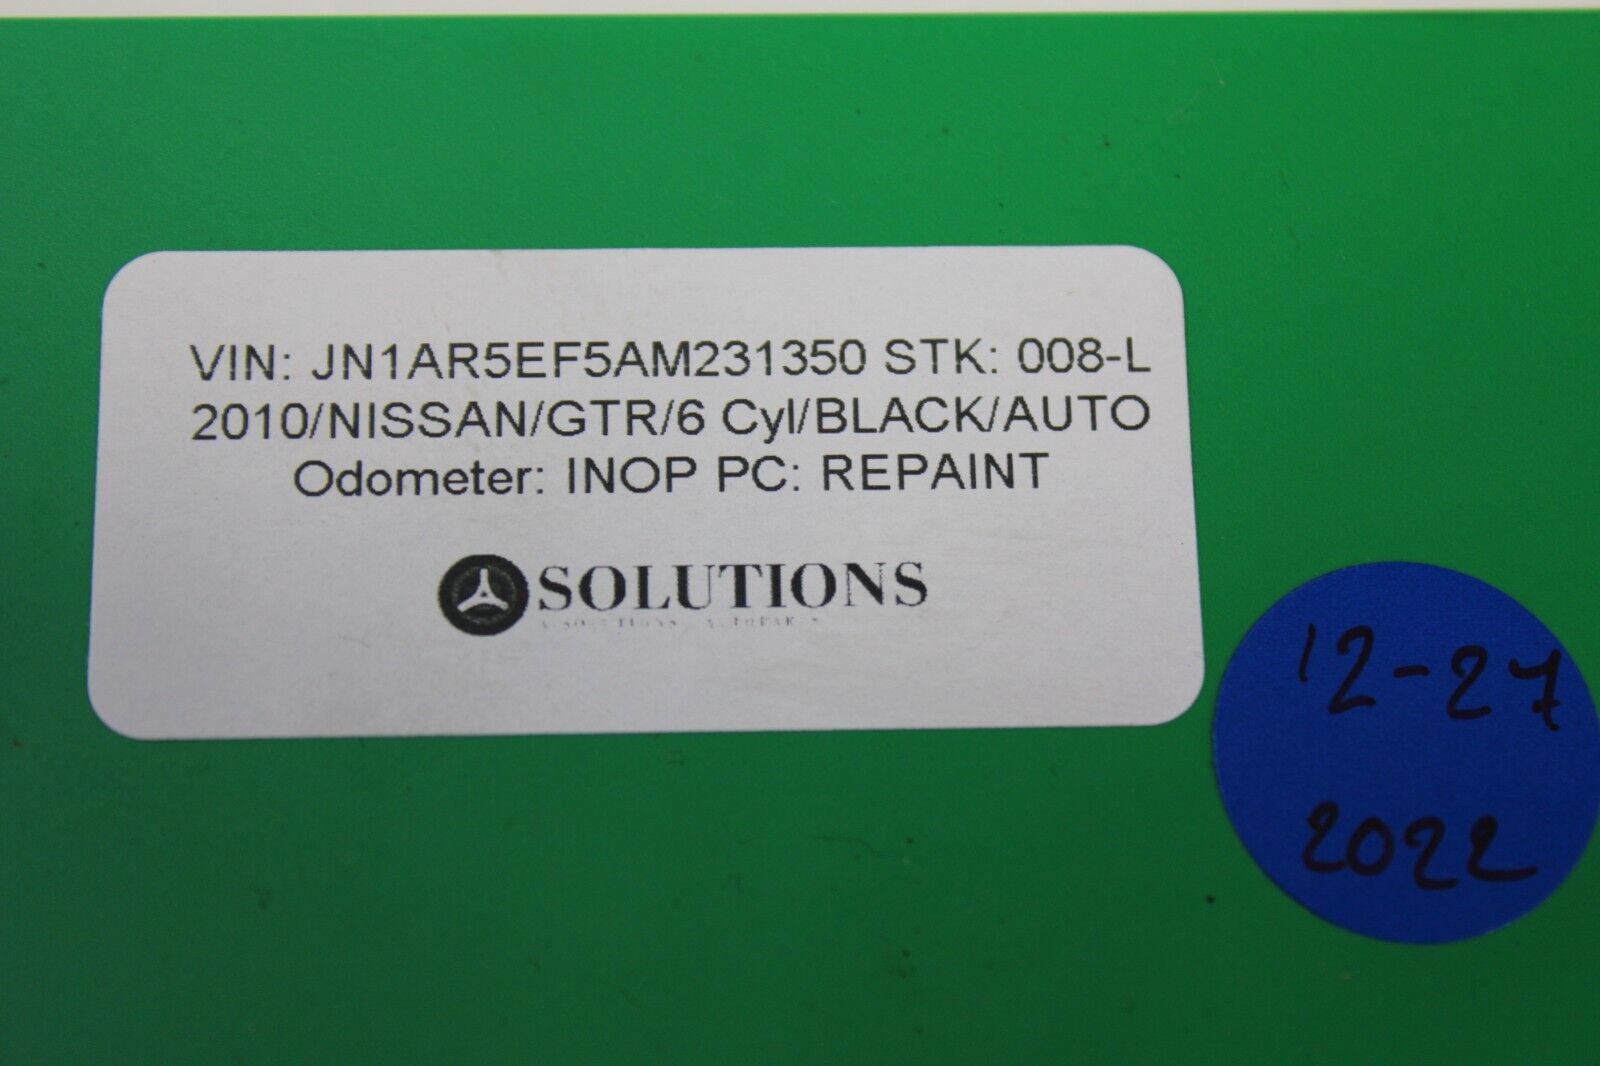 VIN: JN1AR5EF5AM231350 STK: 008-L
2010/NISSAN/GTR/6 Cyl/BLACK/AUTO
Odometer: INOP PC: REPAINT
SOLUTIONS
12-27
2022